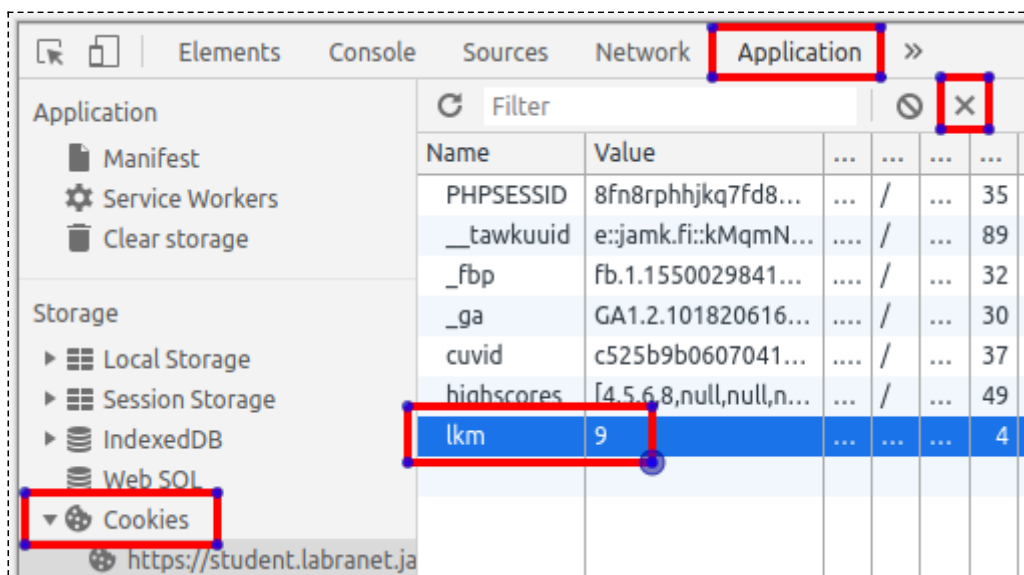 Elements Console Sources Network Application »
Application
Manifest
Service Workers
Clear storage
Storage
Local Storage
Session Storage
IndexedDB
Web SQL
Cookies
https://student.labranet.ja
Filter
Name Value ... ... ... ...
PHPSESSID 8fn8rphhjkq7fd8... ... / ... 35
__tawkuuid e::jamk.fi::kMqmN... .... / ... 89
_fbp fb.1.1550029841... .... / ... 32
_ga GA1.2.101820616... .... / ... 30
cuvid c525b9b0607041... .... / ... 37
highscores [4,5,6,8,null,null,n... ... / ... 49
lkm 9 ... ... ... 4